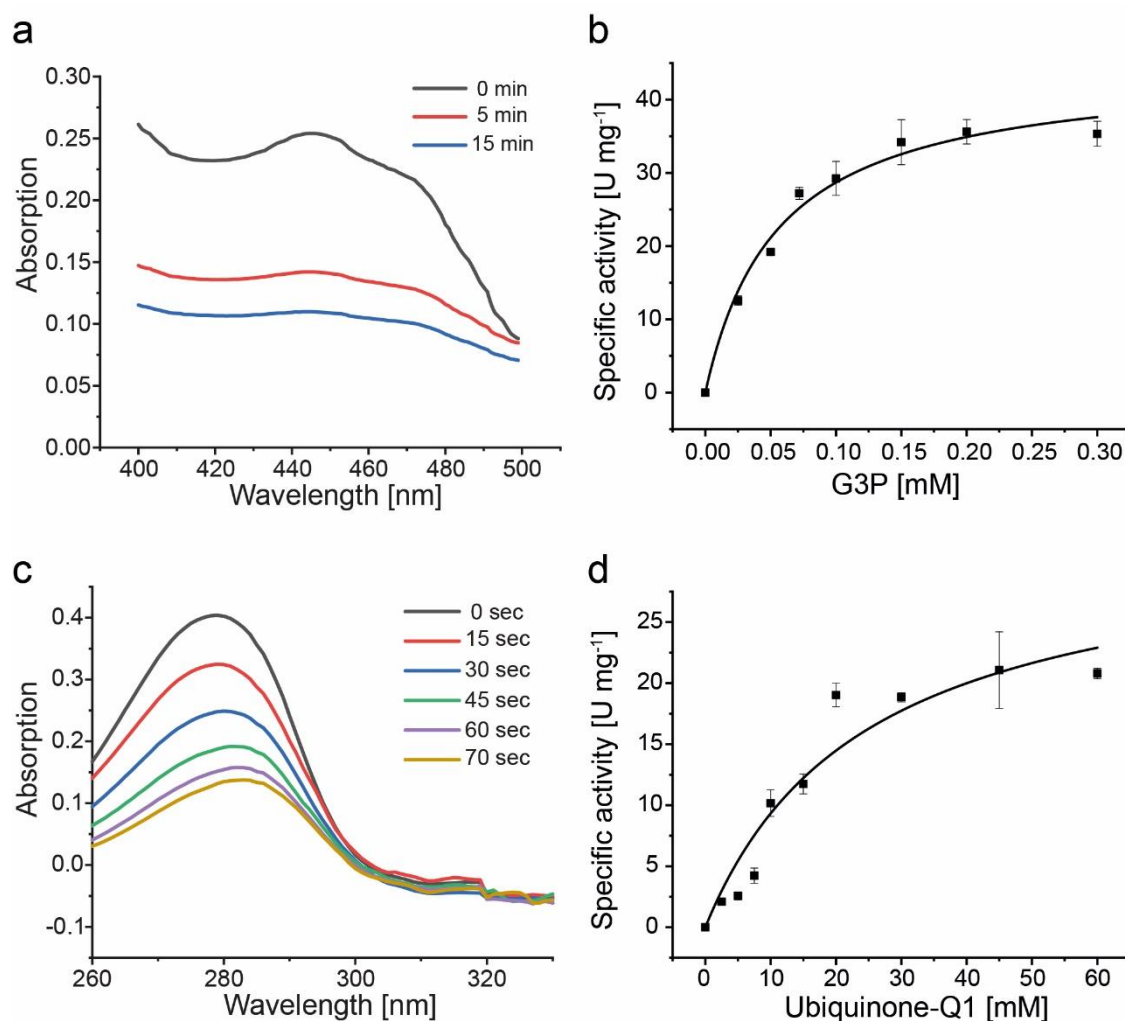 a
0.30
0.25
0.20
0.15
0.10
0.05
0.00
Absorption
0 min
5 min
15 min
400 420 440 460 480 500
Wavelength [nm]
b
40
30
20
10
0
Specific activity [U mg⁻¹]
0.00 0.05 0.10 0.15 0.20 0.25 0.30
G3P [mM]
c
0.4
0.3
0.2
0.1
0.0
-0.1
Absorption
0 sec
15 sec
30 sec
45 sec
60 sec
70 sec
260 280 300 320
Wavelength [nm]
d
25
20
15
10
5
0
Specific activity [U mg⁻¹]
0 10 20 30 40 50 60
Ubiquinone-Q1 [mM]